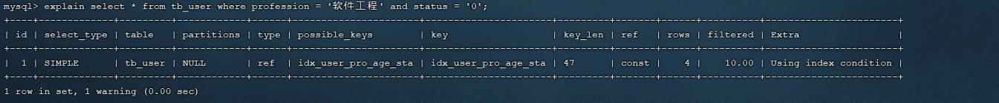 mysql> explain select * from tb_user where profession = '软件工程' and status = '0';
+----+-------------+---------+------------+------+----------------------+----------------------+---------+-------+------+----------+-----------------------+
| id | select_type | table   | partitions | type | possible_keys        | key                  | key_len | ref   | rows | filtered | Extra                 |
+----+-------------+---------+------------+------+----------------------+----------------------+---------+-------+------+----------+-----------------------+
| 1 | SIMPLE      | tb_user | NULL       | ref  | idx_user_pro_age_sta | idx_user_pro_age_sta | 47      | const |    4 |    10.00 | Using index condition |
+----+-------------+---------+------------+------+----------------------+----------------------+---------+-------+------+----------+-----------------------+
1 row in set, 1 warning (0.00 sec)